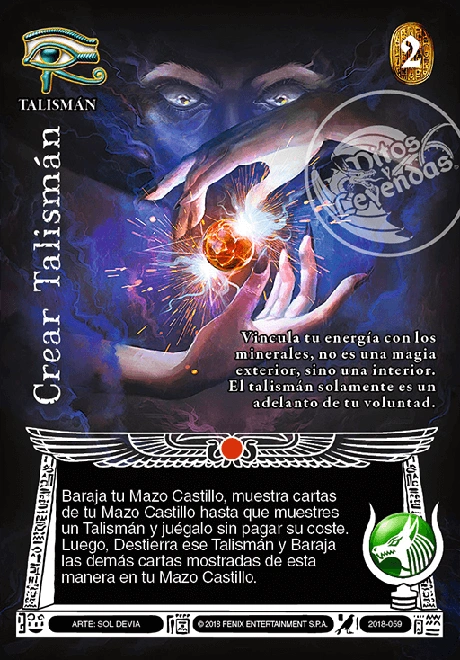 2
TALISMÁN
Mitos
y
Leyendas
Crear Talismán
Vincula tu energía con los
minerales, no es una magia
exterior, sino una interior.
El talismán solamente es un
adelanto de tu voluntad.
Baraja tu Mazo Castillo, muestra cartas
de tu Mazo Castillo hasta que muestres
un Talismán y juégalo sin pagar su coste.
Luego, Destierra ese Talismán y Baraja
las demás cartas mostradas de esta
manera en tu Mazo Castillo.
ARTE: SOL DEVIA © 2018 FENIX ENTERTAINMENT S.P.A. 2018-059